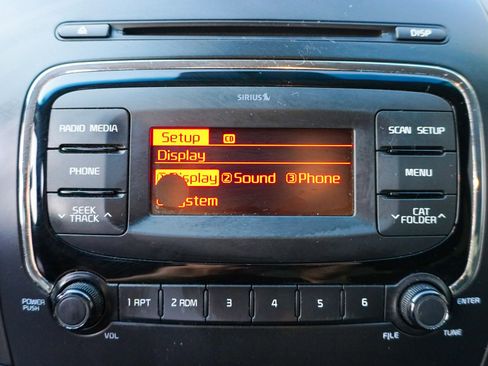 DISP
SIRIUS
RADIO MEDIA
PHONE
SEEK
TRACK
Setup CD
Display
Display ②Sound ③Phone
SCAN SETUP
MENU
CAT
FOLDER
POWER
PUSH
VOL
1 RPT 2 RDM 3 4 5 6
ENTER
FILE TUNE